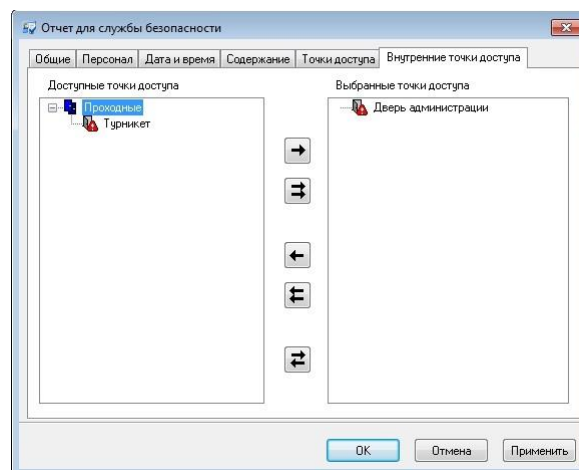 Отчет для службы безопасности
Общие Персонал Дата и время Содержание Точки доступа Внутренние точки доступа
Доступные точки доступа Выбранные точки доступа
Проходные Дверь администрации
Турникет
OK Отмена Применить